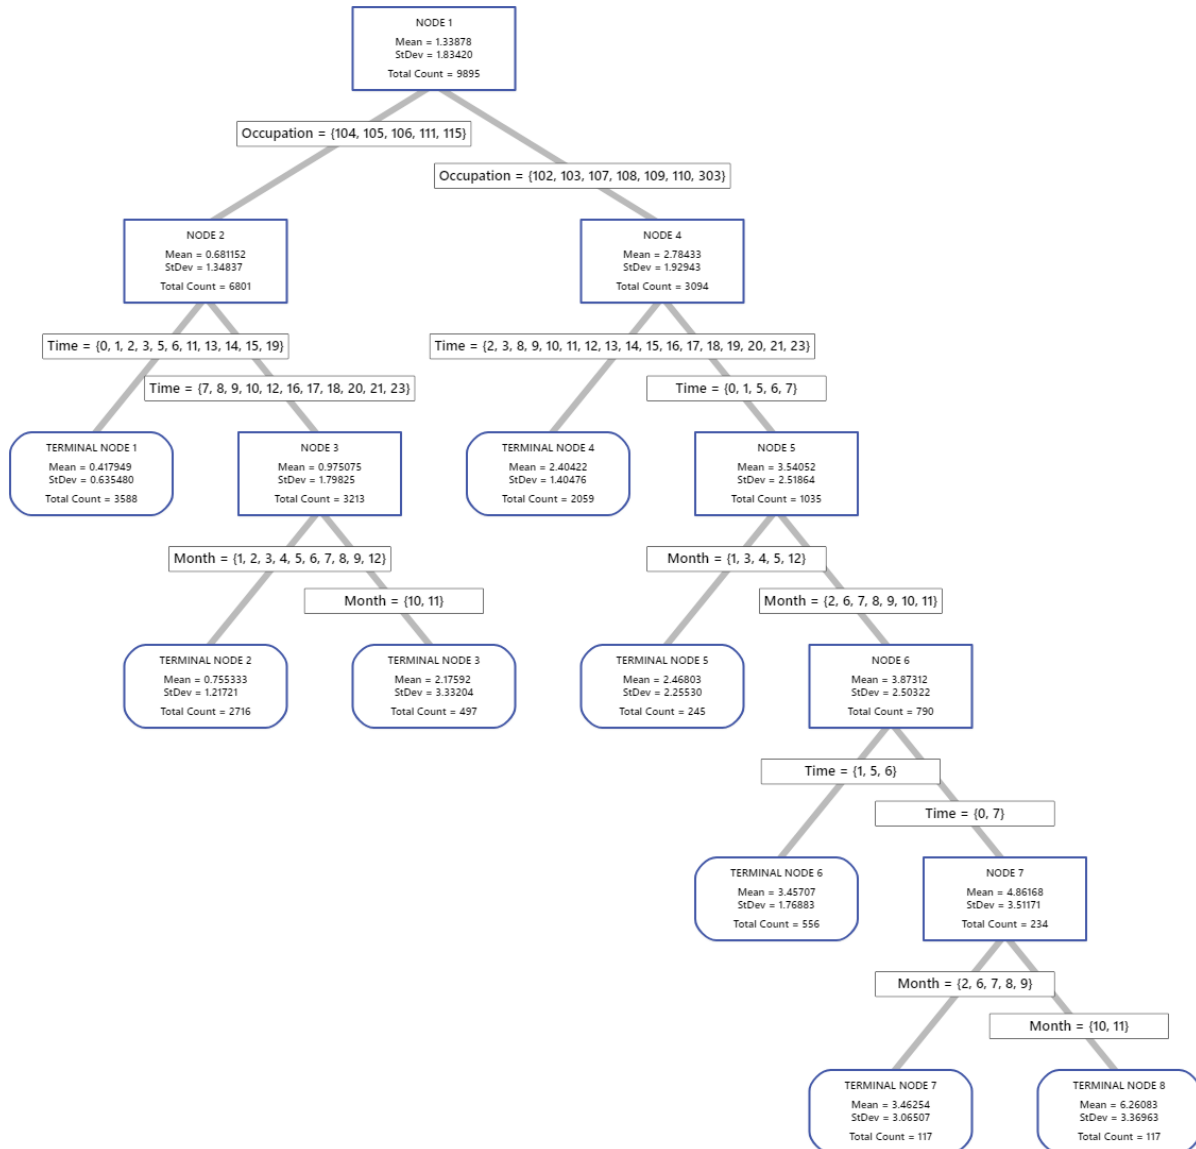 NODE 1
Mean = 1.33878
StDev = 1.83420
Total Count = 9895
Occupation = {104, 105, 106, 111, 115}
Occupation = {102, 103, 107, 108, 109, 110, 303}
NODE 2
Mean = 0.681152
StDev = 1.34837
Total Count = 6801
NODE 4
Mean = 2.78433
StDev = 1.92943
Total Count = 3094
Time = {0, 1, 2, 3, 5, 6, 11, 13, 14, 15, 19}
Time = {7, 8, 9, 10, 12, 16, 17, 18, 20, 21, 23}
Time = {2, 3, 8, 9, 10, 11, 12, 13, 14, 15, 16, 17, 18, 19, 20, 21, 23}
Time = {0, 1, 5, 6, 7}
TERMINAL NODE 1
Mean = 0.417949
StDev = 0.635480
Total Count = 3588
NODE 3
Mean = 0.975075
StDev = 1.79825
Total Count = 3213
TERMINAL NODE 4
Mean = 2.40422
StDev = 1.40476
Total Count = 2059
NODE 5
Mean = 3.54052
StDev = 2.51864
Total Count = 1035
Month = {1, 2, 3, 4, 5, 6, 7, 8, 9, 12}
Month = {10, 11}
Month = {1, 3, 4, 5, 12}
Month = {2, 6, 7, 8, 9, 10, 11}
TERMINAL NODE 2
Mean = 0.755333
StDev = 1.21721
Total Count = 2716
TERMINAL NODE 3
Mean = 2.17592
StDev = 3.33204
Total Count = 497
TERMINAL NODE 5
Mean = 2.46803
StDev = 2.25530
Total Count = 245
NODE 6
Mean = 3.87312
StDev = 2.50322
Total Count = 790
Time = {1, 5, 6}
Time = {0, 7}
TERMINAL NODE 6
Mean = 3.45707
StDev = 1.76883
Total Count = 556
NODE 7
Mean = 4.86168
StDev = 3.51171
Total Count = 234
Month = {2, 6, 7, 8, 9}
Month = {10, 11}
TERMINAL NODE 7
Mean = 3.46254
StDev = 3.06507
Total Count = 117
TERMINAL NODE 8
Mean = 6.26083
StDev = 3.36963
Total Count = 117